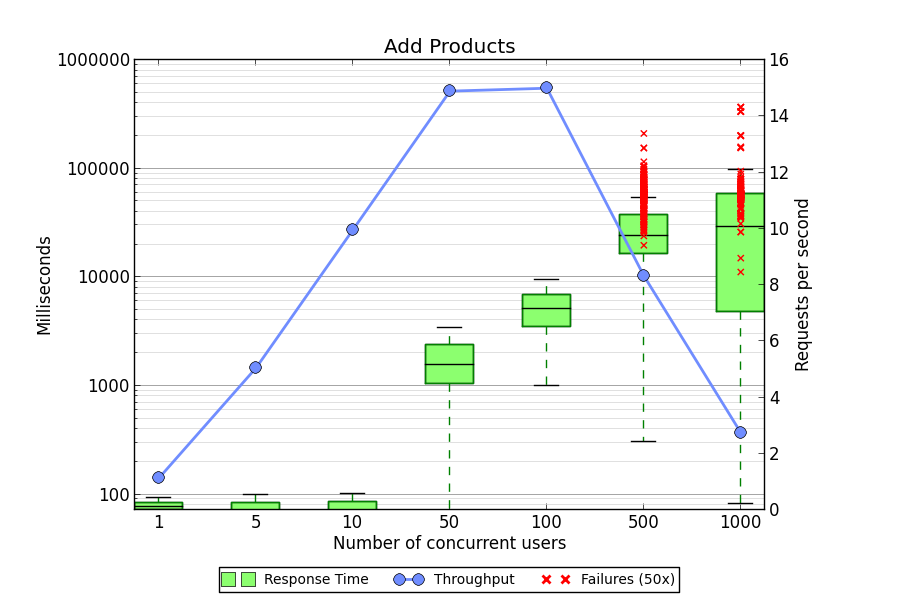 Add Products
1000000
100000
10000
1000
100
Milliseconds
16
14
12
10
8
6
4
2
0
Requests per second
1 5 10 50 100 500 1000
Number of concurrent users
Response Time Throughput Failures (50x)